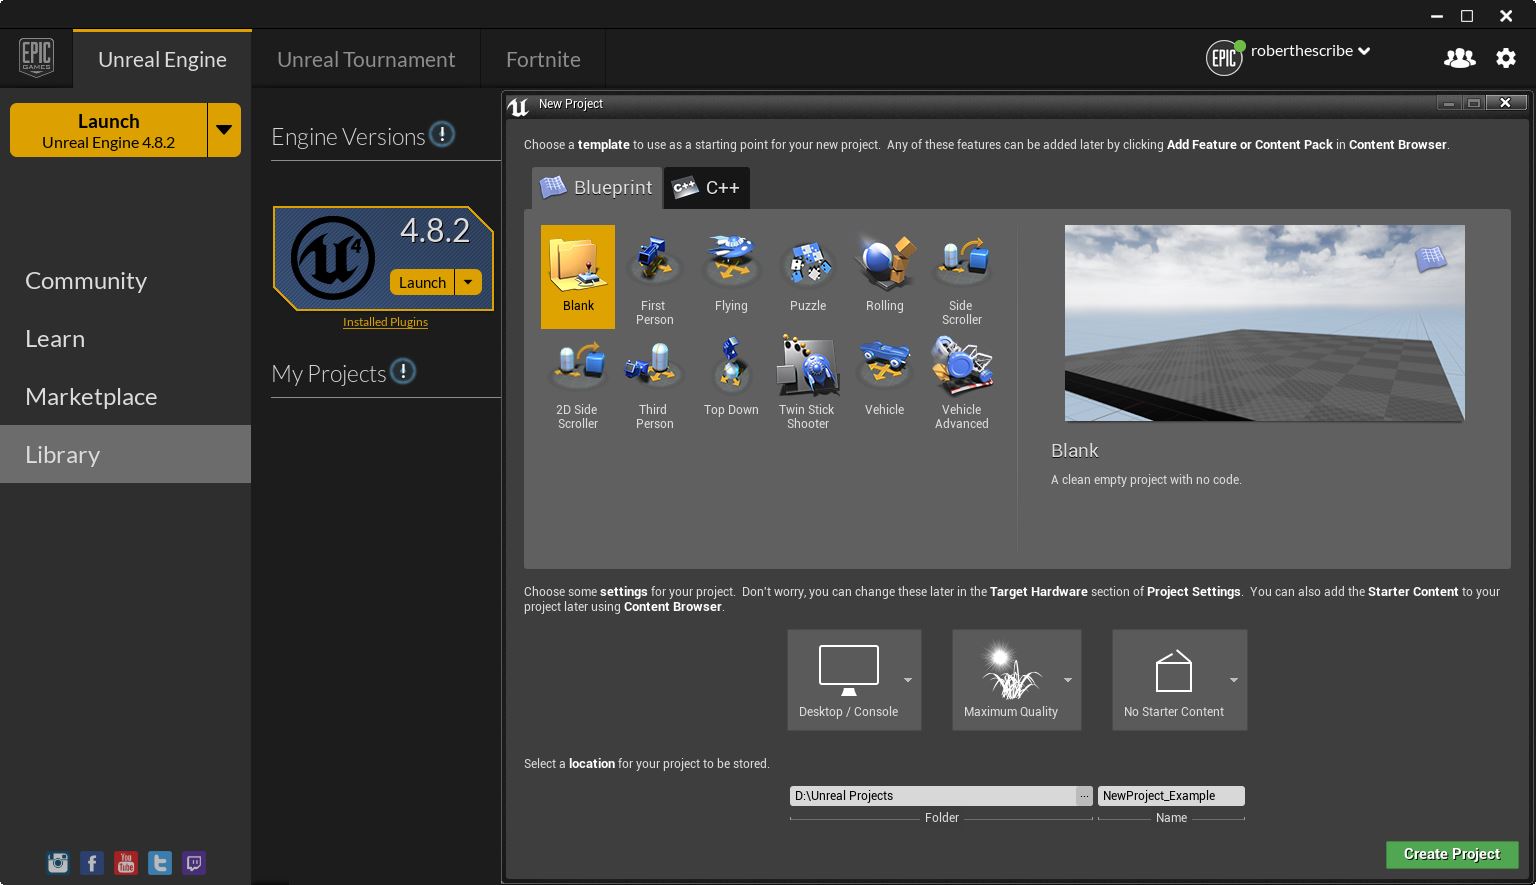 EPIC GAMES
Unreal Engine
Unreal Tournament
Fortnite
EPIC
roberthescribe
Launch
Unreal Engine 4.8.2
Community
Learn
Marketplace
Library
Engine Versions
4.8.2
4
Launch
Installed Plugins
My Projects
New Project
Choose a template to use as a starting point for your new project. Any of these features can be added later by clicking Add Feature or Content Pack in Content Browser.
Blueprint
C++
C++
Blank
First Person
Flying
Puzzle
Rolling
Side Scroller
2D Side Scroller
Third Person
Top Down
Twin Stick Shooter
Vehicle
Vehicle Advanced
Blank
A clean empty project with no code.
Choose some settings for your project. Don't worry, you can change these later in the Target Hardware section of Project Settings. You can also add the Starter Content to your
project later using Content Browser.
Desktop / Console
Maximum Quality
No Starter Content
Select a location for your project to be stored.
D:\Unreal Projects
...
NewProject_Example
Folder
Name
Create Project
You Tube